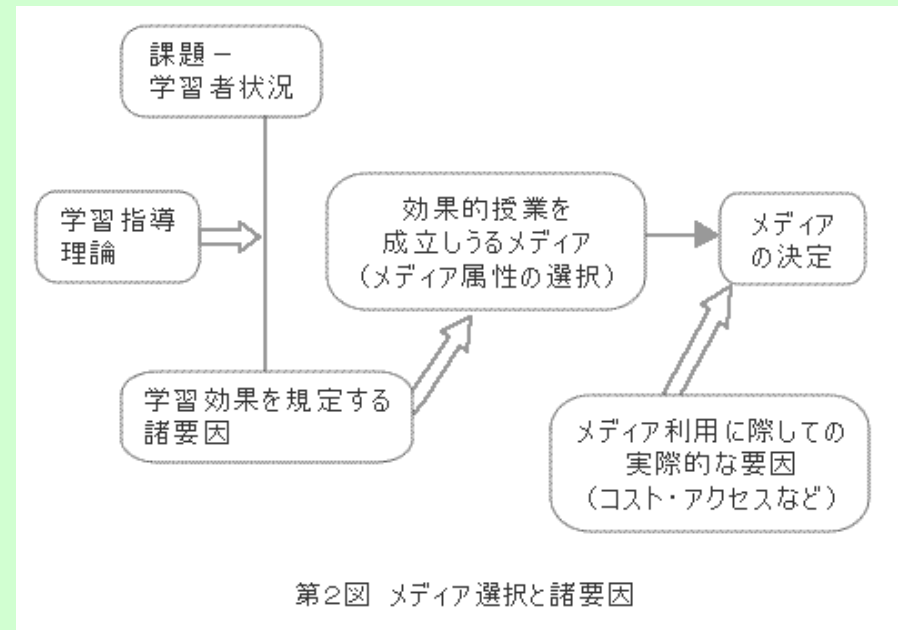 課題－
学習者状況
学習指導
理論
効果的授業を
成立しうるメディア
（メディア属性の選択）
メディア
の決定
学習効果を規定する
諸要因
メディア利用に際しての
実際的な要因
（コスト・アクセスなど）
第２図 メディア選択と諸要因